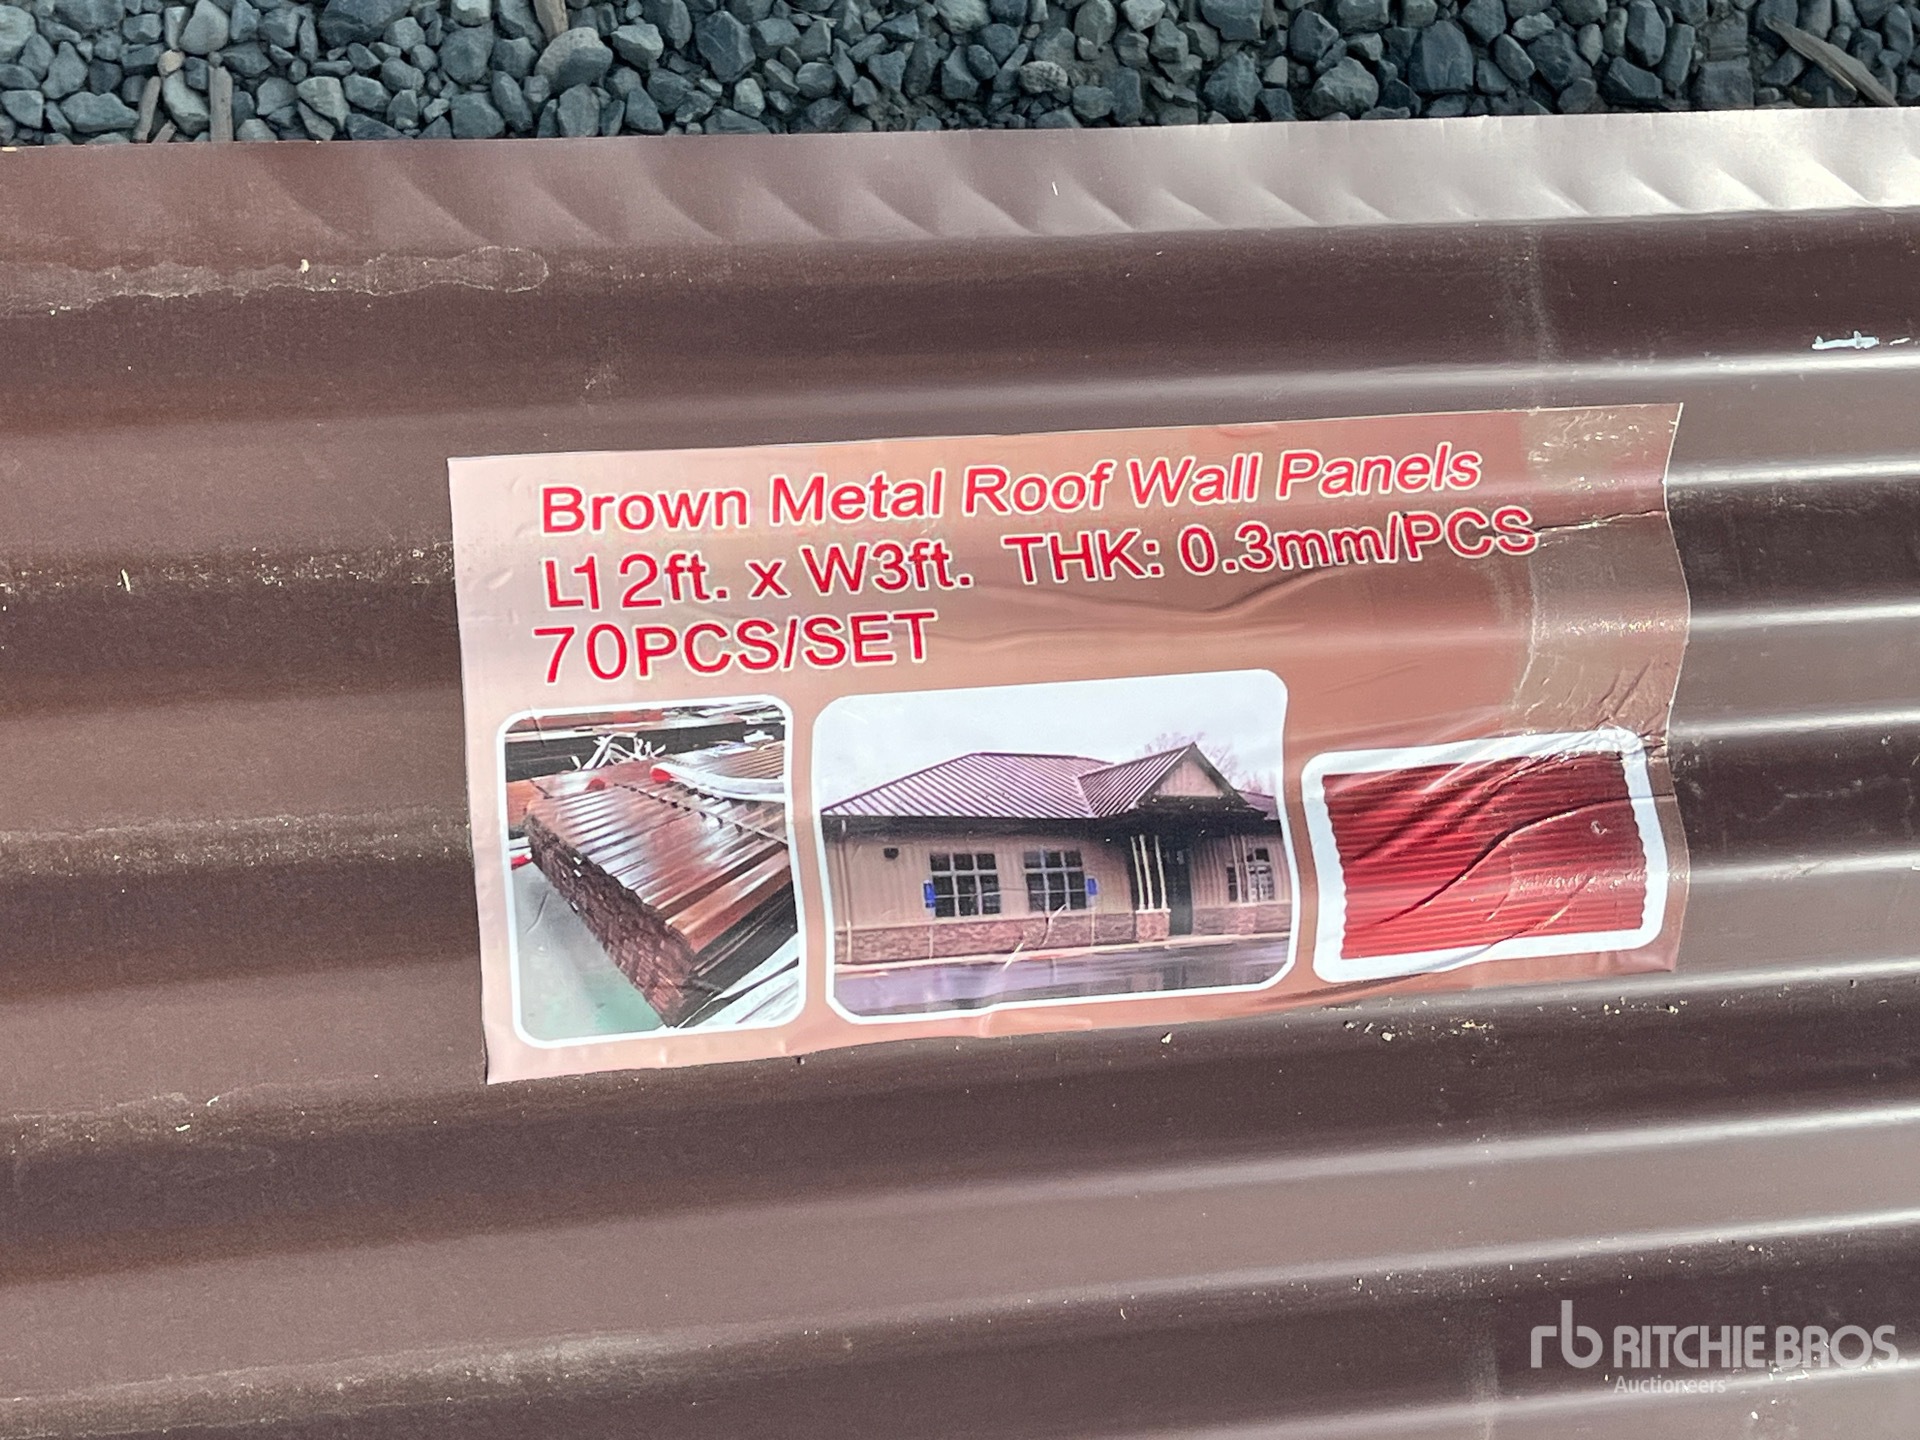 Brown Metal Roof Wall Panels
L12ft. x W3ft. THK: 0.3mm/PCS
70PCS/SET
rb RITCHIE BROS
Auctioneers